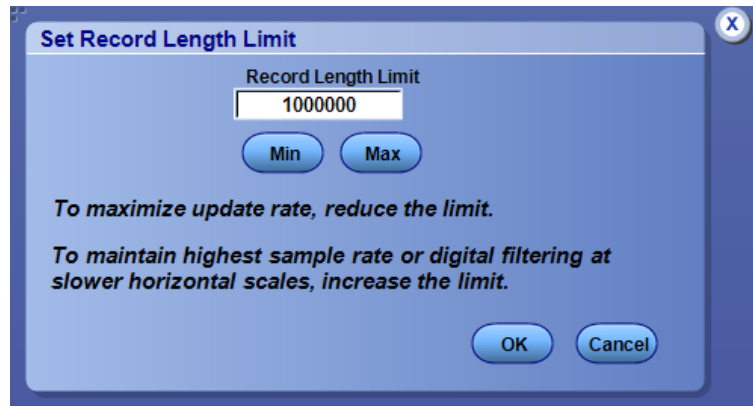 X
Set Record Length Limit
Record Length Limit
1000000
Min Max
To maximize update rate, reduce the limit.
To maintain highest sample rate or digital filtering at
slower horizontal scales, increase the limit.
OK Cancel